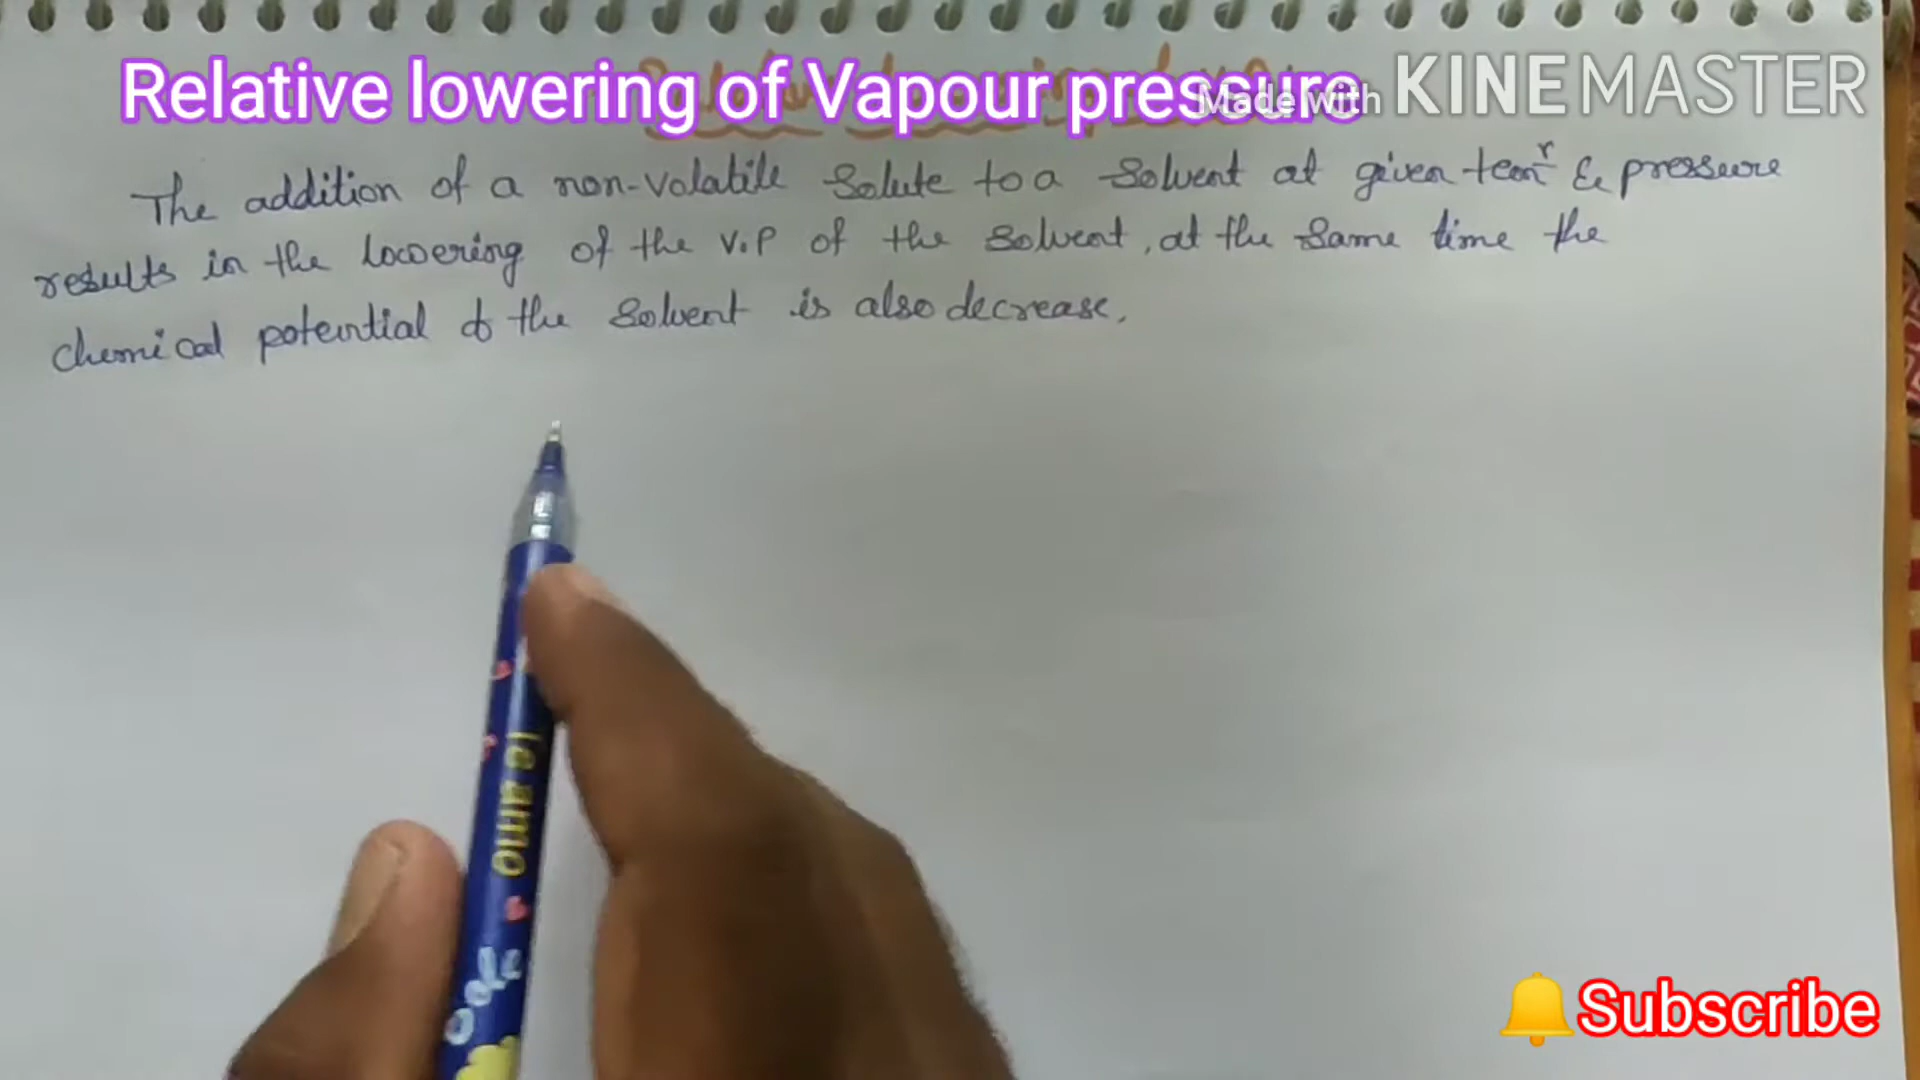 Relative lowering of Vapour pressure
Made with KINEMASTER
The addition of a non-volatile Solute to a Solvent at given & pressure
results in the lowering of the V.P of the Solvent, at the same time the
chemical potential of the Solvent is also decrease.
Te amo
Subscribe